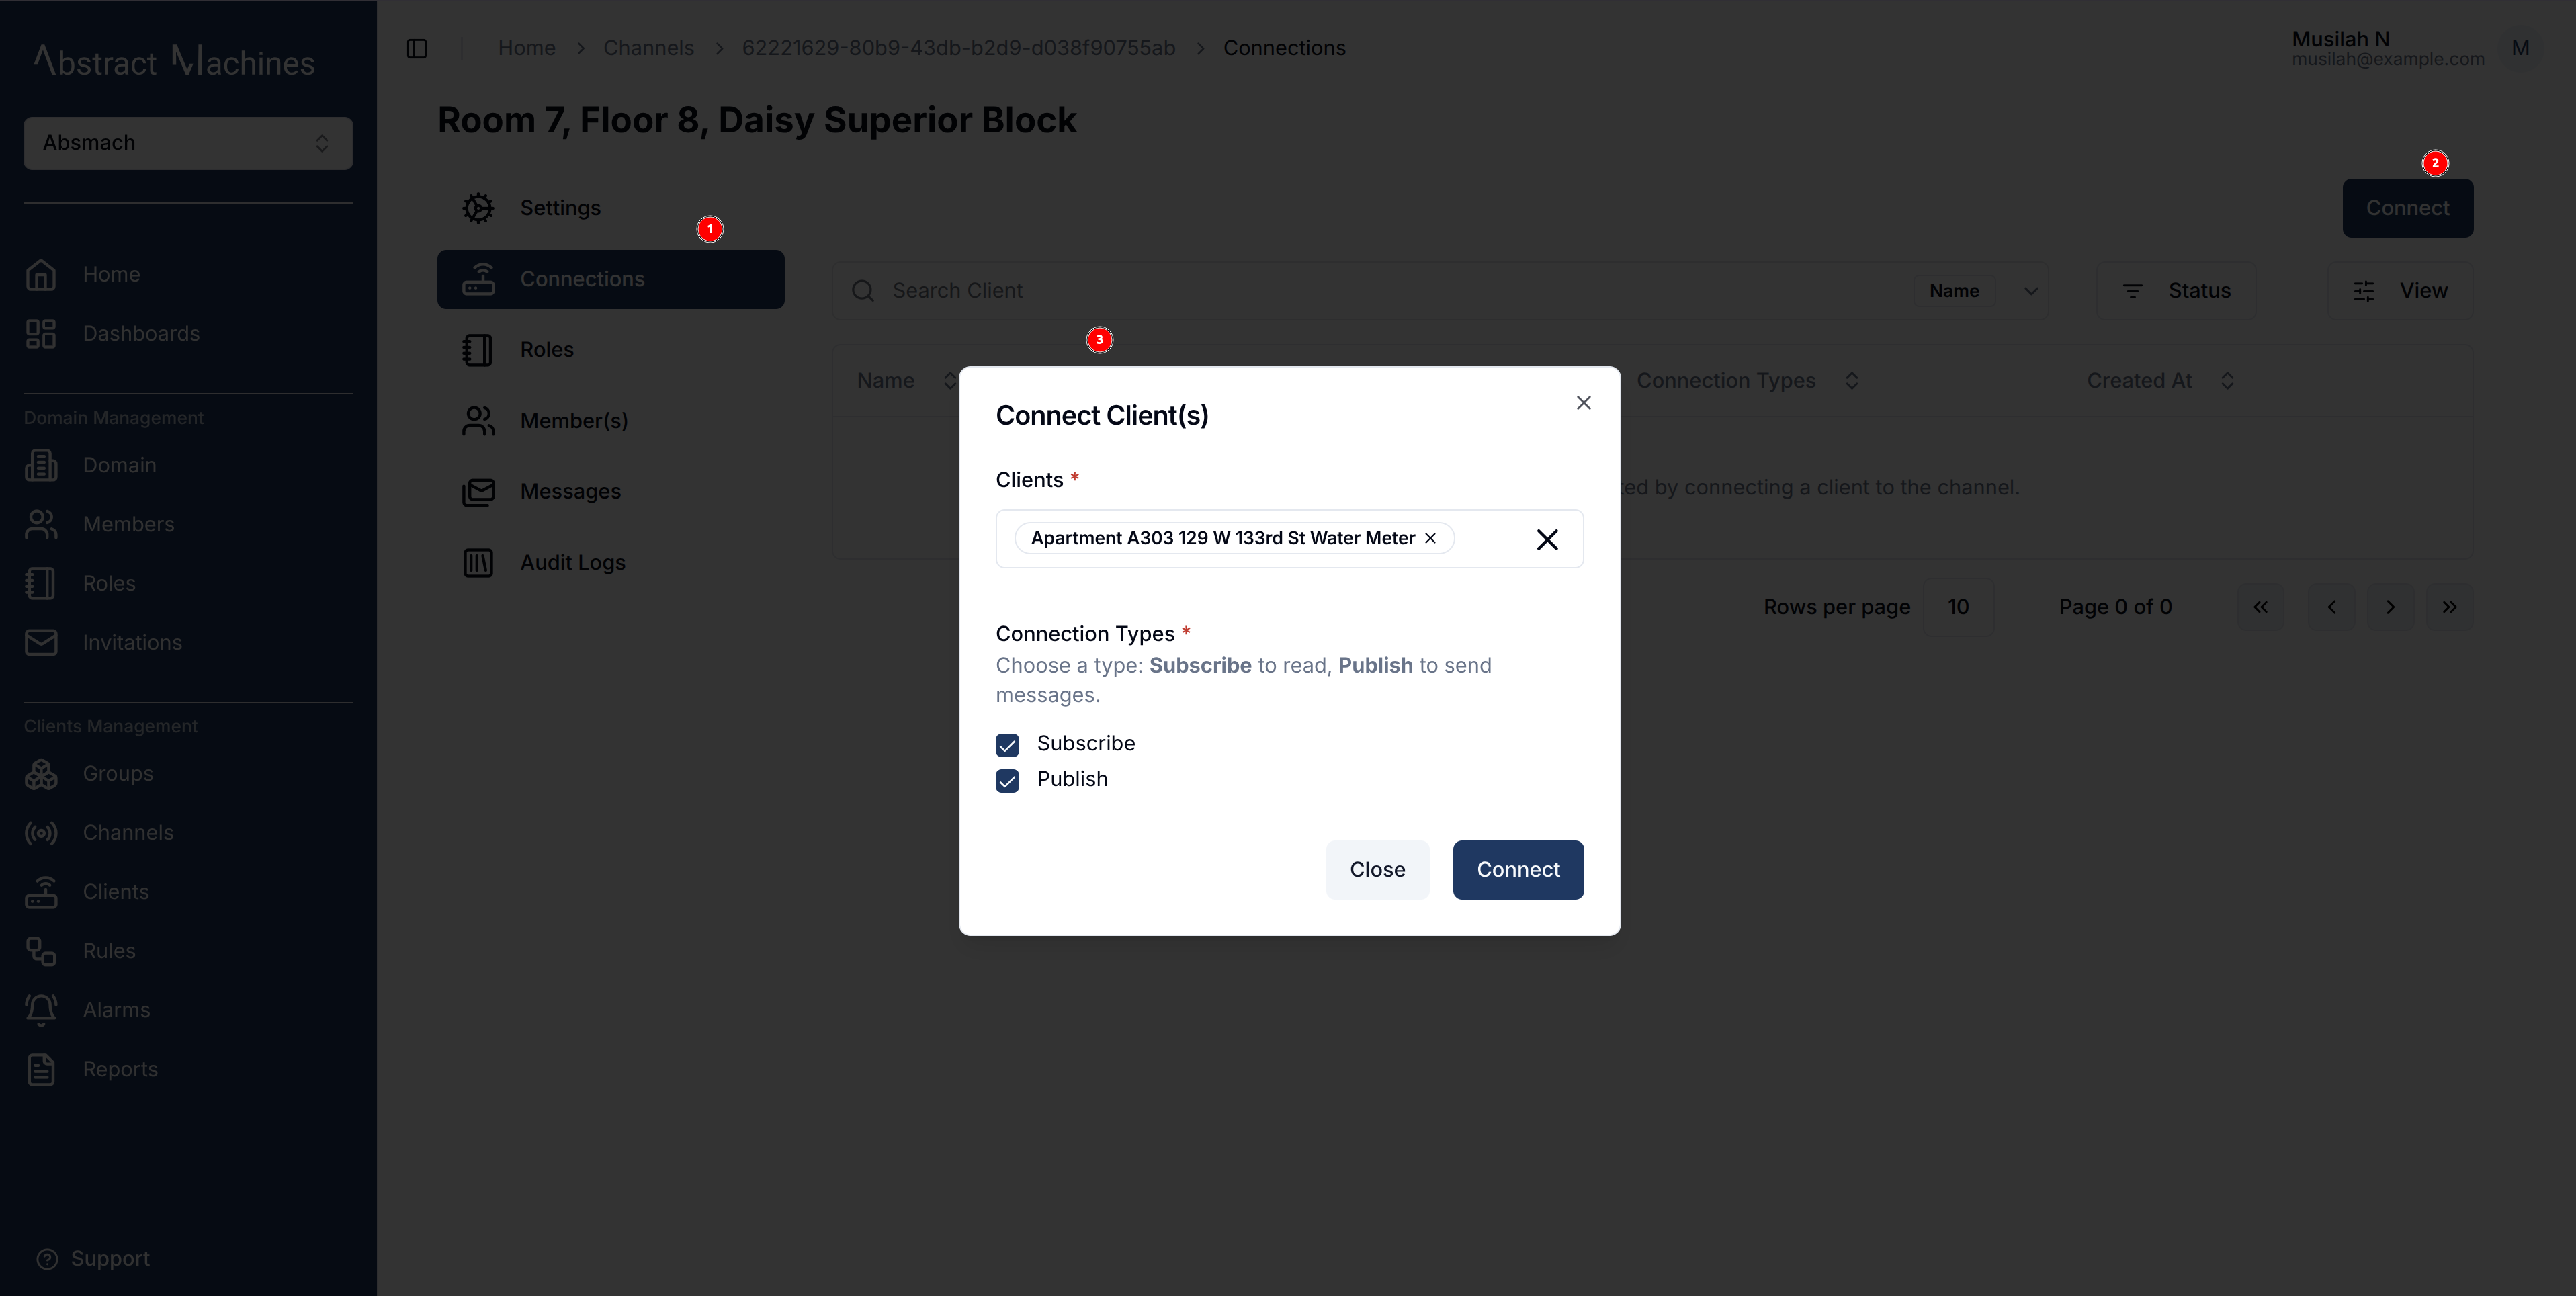 Abstract Machines
Absmach
Home
Dashboards
Domain Management
Domain
Members
Roles
Invitations
Clients Management
Groups
Channels
Clients
Rules
Alarms
Reports
Support
Home > Channels > 62221629-80b9-43db-b2d9-d038f90755ab > Connections
Musilah N
musilah@example.com
M
Room 7, Floor 8, Daisy Superior Block
Settings
1
Connections
Roles
Member(s)
Messages
Audit Logs
2
Connect
Search Client
Name
Status
View
3
Name
Connection Types
Created At
ted by connecting a client to the channel.
Rows per page 10
Page 0 of 0
Connect Client(s)
Clients *
Apartment A303 129 W 133rd St Water Meter
Connection Types *
Choose a type: Subscribe to read, Publish to send
messages.
Subscribe
Publish
Close
Connect